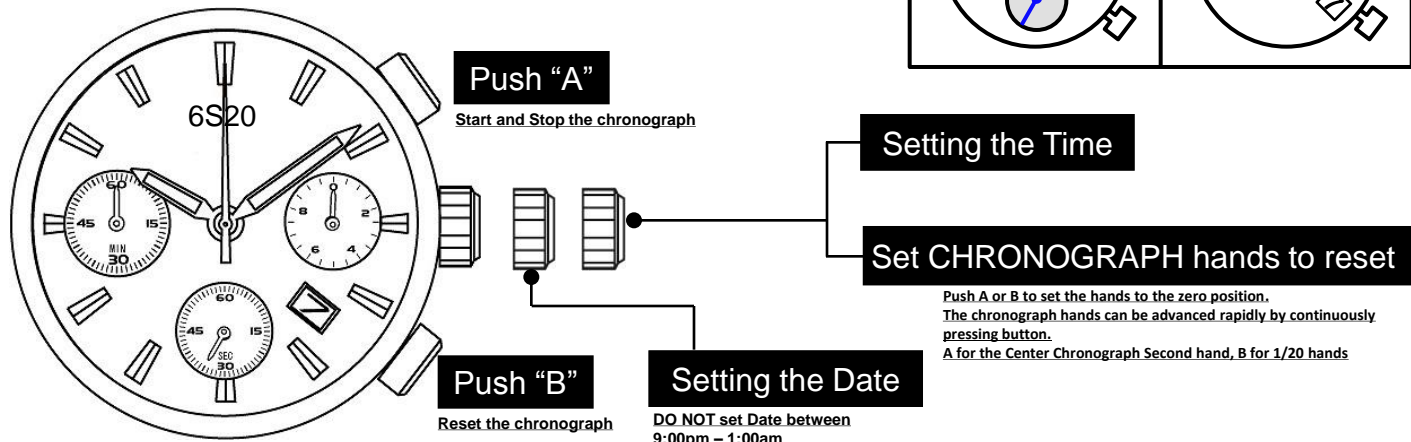 Push “A”
Start and Stop the chronograph
6S20
60
45
15
MIN
30
0
8
2
6
4
60
45
15
SEC
30
7
Setting the Time
Set CHRONOGRAPH hands to reset
Push A or B to set the hands to the zero position.
The chronograph hands can be advanced rapidly by continuously
pressing button.
A for the Center Chronograph Second hand, B for 1/20 hands
Push “B”
Reset the chronograph
Setting the Date
DO NOT set Date between
9:00pm – 1:00am